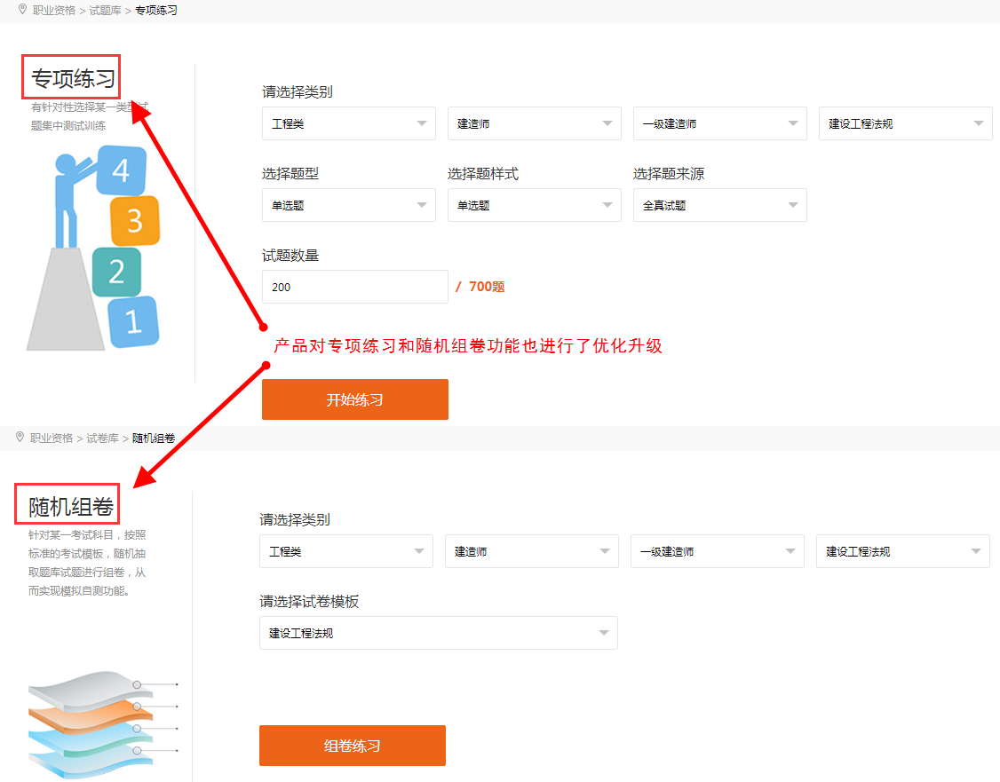 职业资格 > 试题库 > 专项练习
专项练习
有针对性选择某一类型试
题集中测试训练
4
3
2
1
请选择类别
工程类 建造师 一级建造师 建设工程法规
选择题型 选择题样式 选择题来源
单选题 单选题 全真试题
试题数量
200 / 700题
产品对专项练习和随机组卷功能也进行了优化升级
开始练习
职业资格 > 试卷库 > 随机组卷
随机组卷
针对某一考试科目，按照
标准的考试模板，随机抽
取题库试题进行组卷，从
而实现模拟自测功能。
请选择类别
工程类 建造师 一级建造师 建设工程法规
请选择试卷模板
建设工程法规
组卷练习